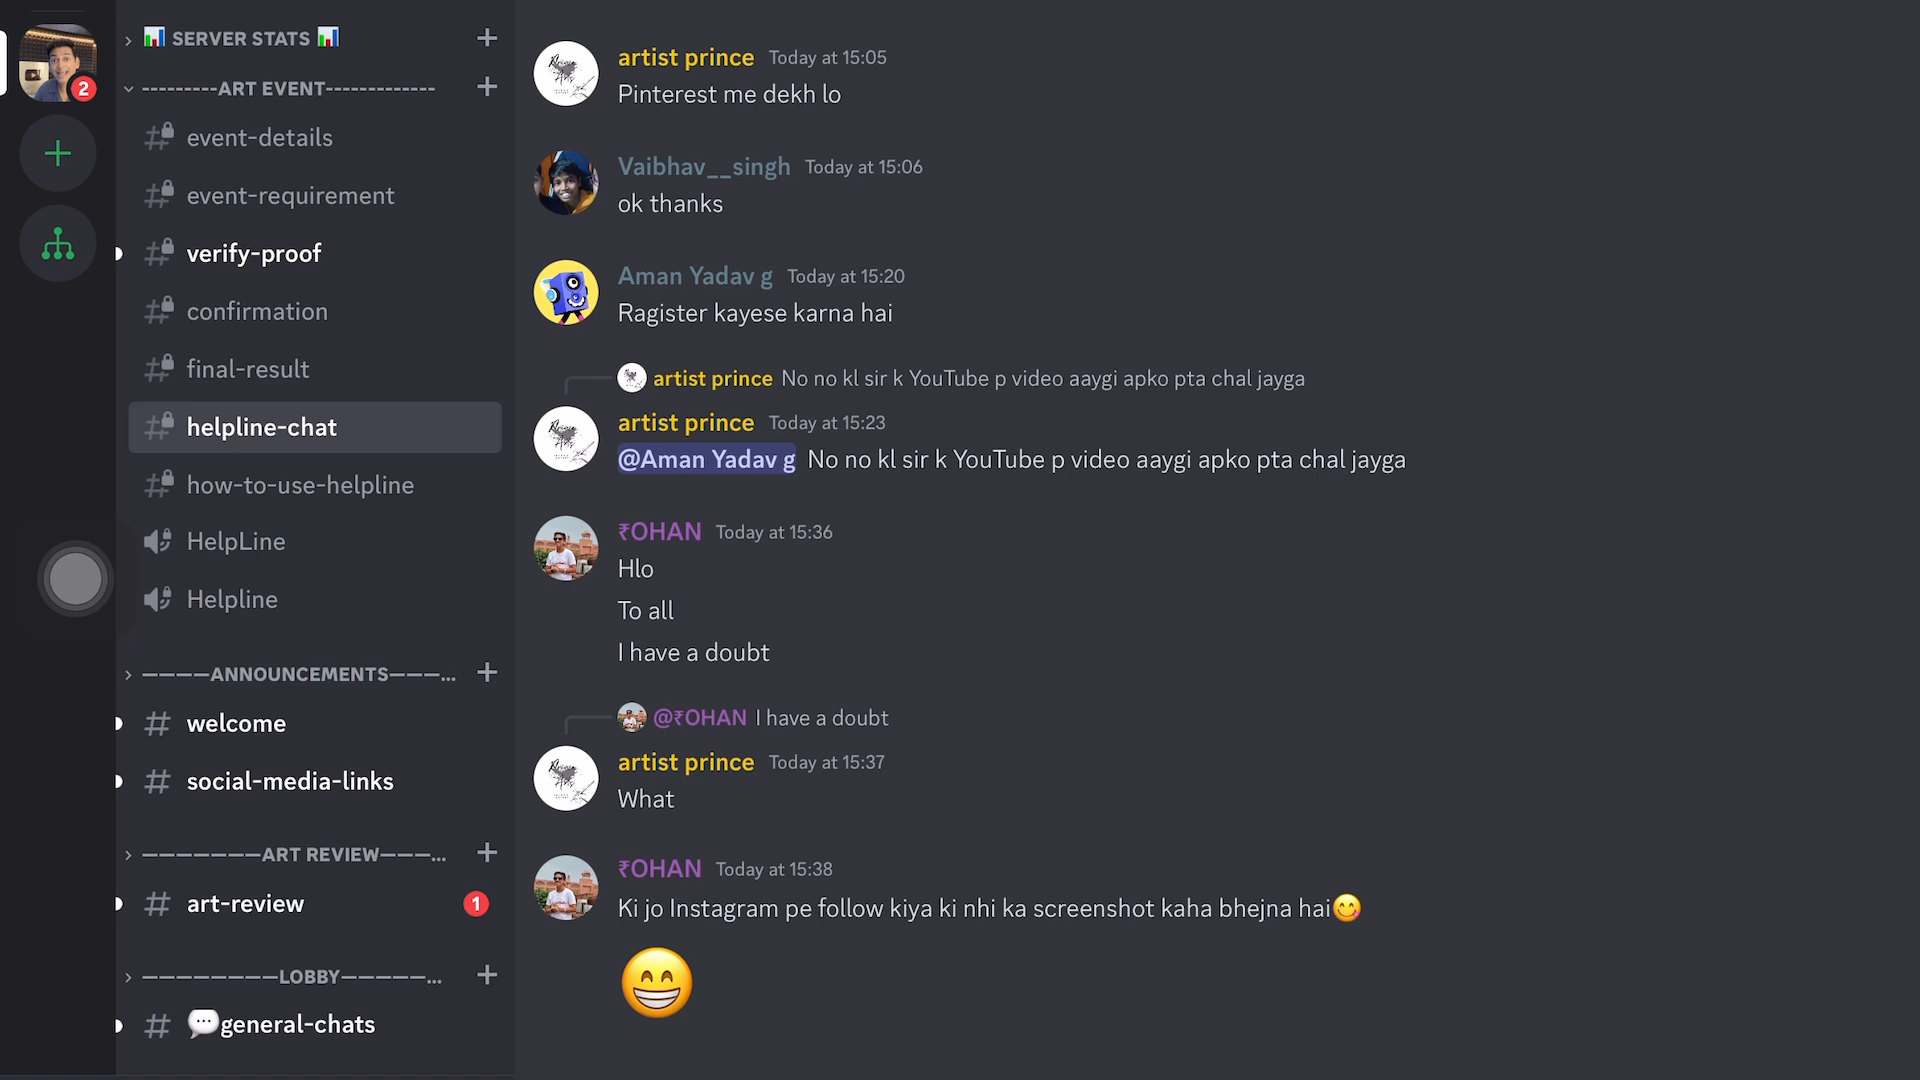 2
SERVER STATS
---------ART EVENT-------------
event-details
event-requirement
verify-proof
confirmation
final-result
helpline-chat
how-to-use-helpline
HelpLine
Helpline
————ANNOUNCEMENTS———...
welcome
social-media-links
———————ART REVIEW———...
art-review
1
————————LOBBY—————...
general-chats
artist prince Today at 15:05
Pinterest me dekh lo
Vaibhav__singh Today at 15:06
ok thanks
Aman Yadav g Today at 15:20
Ragister kayese karna hai
artist prince No no kl sir k YouTube p video aaygi apko pta chal jayga
artist prince Today at 15:23
@Aman Yadav g No no kl sir k YouTube p video aaygi apko pta chal jayga
₹OHAN Today at 15:36
Hlo
To all
I have a doubt
@₹OHAN I have a doubt
artist prince Today at 15:37
What
₹OHAN Today at 15:38
Ki jo Instagram pe follow kiya ki nhi ka screenshot kaha bhejna hai😋
😁